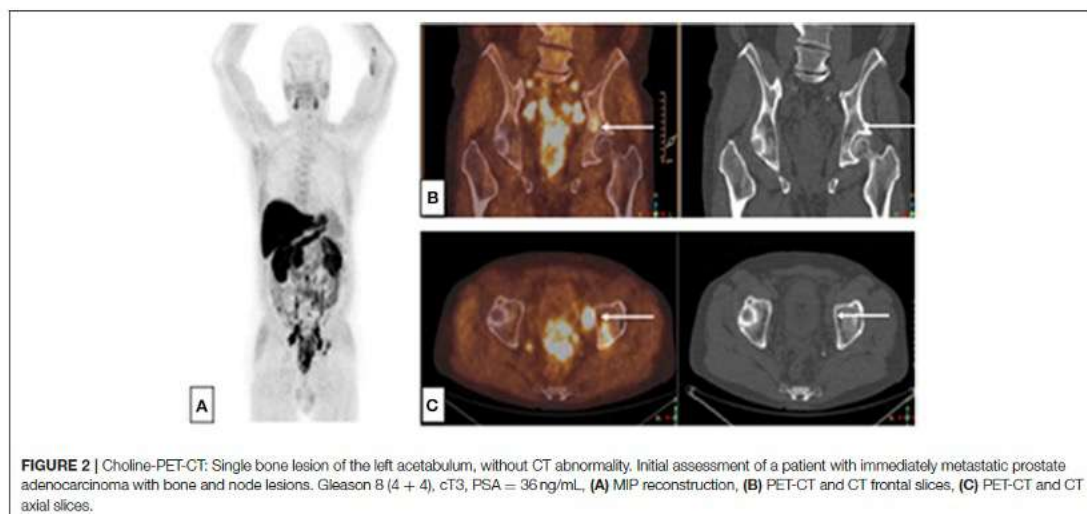 A
B
C
FIGURE 2 | Choline-PET-CT: Single bone lesion of the left acetabulum, without CT abnormality. Initial assessment of a patient with immediately metastatic prostate
adenocarcinoma with bone and node lesions. Gleason 8 (4 + 4), cT3, PSA = 36 ng/mL, (A) MIP reconstruction, (B) PET-CT and CT frontal slices, (C) PET-CT and CT
axial slices.